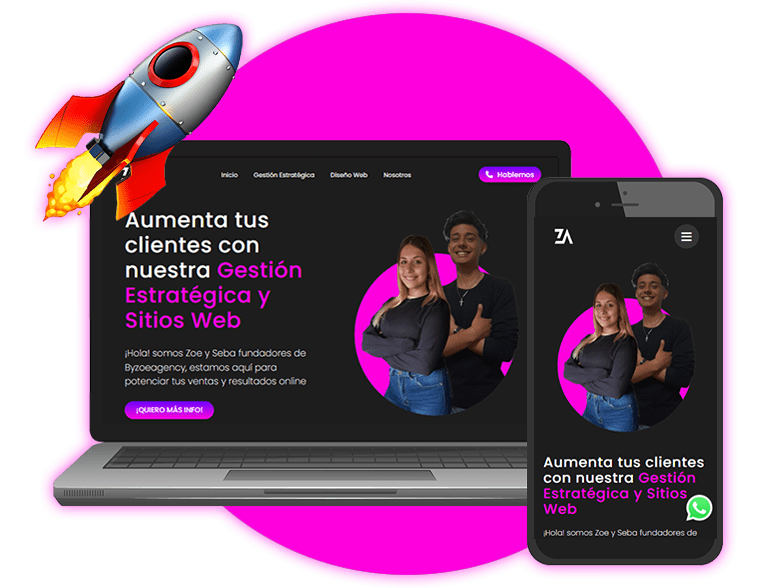 Inicio Gestión Estratégica Diseño Web Nosotros Hablemos
Aumenta tus
clientes con
nuestra Gestión
Estratégica y
Sitios Web
¡Hola! somos Zoe y Seba fundadores de
Byzoeagency, estamos aquí para
potenciar tus ventas y resultados online
¡QUIERO MÁS INFO!
ZA
Aumenta tus clientes
con nuestra Gestión
Estratégica y Sitios
Web
¡Hola! somos Zoe y Seba fundadores de